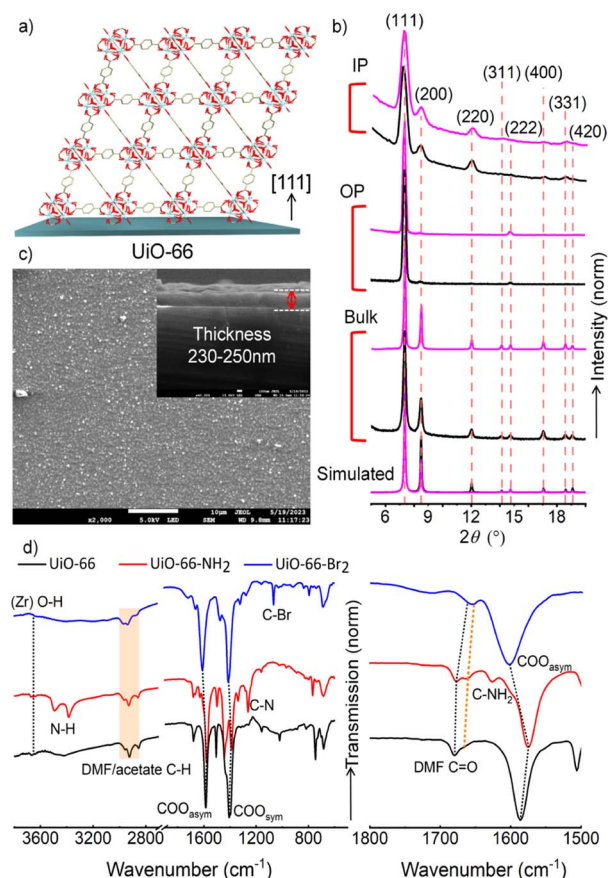 a)
[111]
UiO-66
b)
(111)
IP
(200)
(220)
(311)
(400)
(222)
(331)
(420)
OP
Bulk
Simulated
Intensity (norm)
5 9 12 15 18
2θ (°)
c)
Thickness
230-250nm
10μm JEOL 5/19/2023
×2,000 5.0kV LED SEM WD 9.8mm 11:17:23
d)
UiO-66 UiO-66-NH2 UiO-66-Br2
(Zr) O-H
N-H
DMF/acetate C-H
C-Br
C-N
COOasym
COOsym
Transmission (norm)
3800 3200 2800 1600 1200 800
Wavenumber (cm-1)
COOasym
C-NH2
DMF C=O
1800 1700 1600 1500
Wavenumber (cm-1)